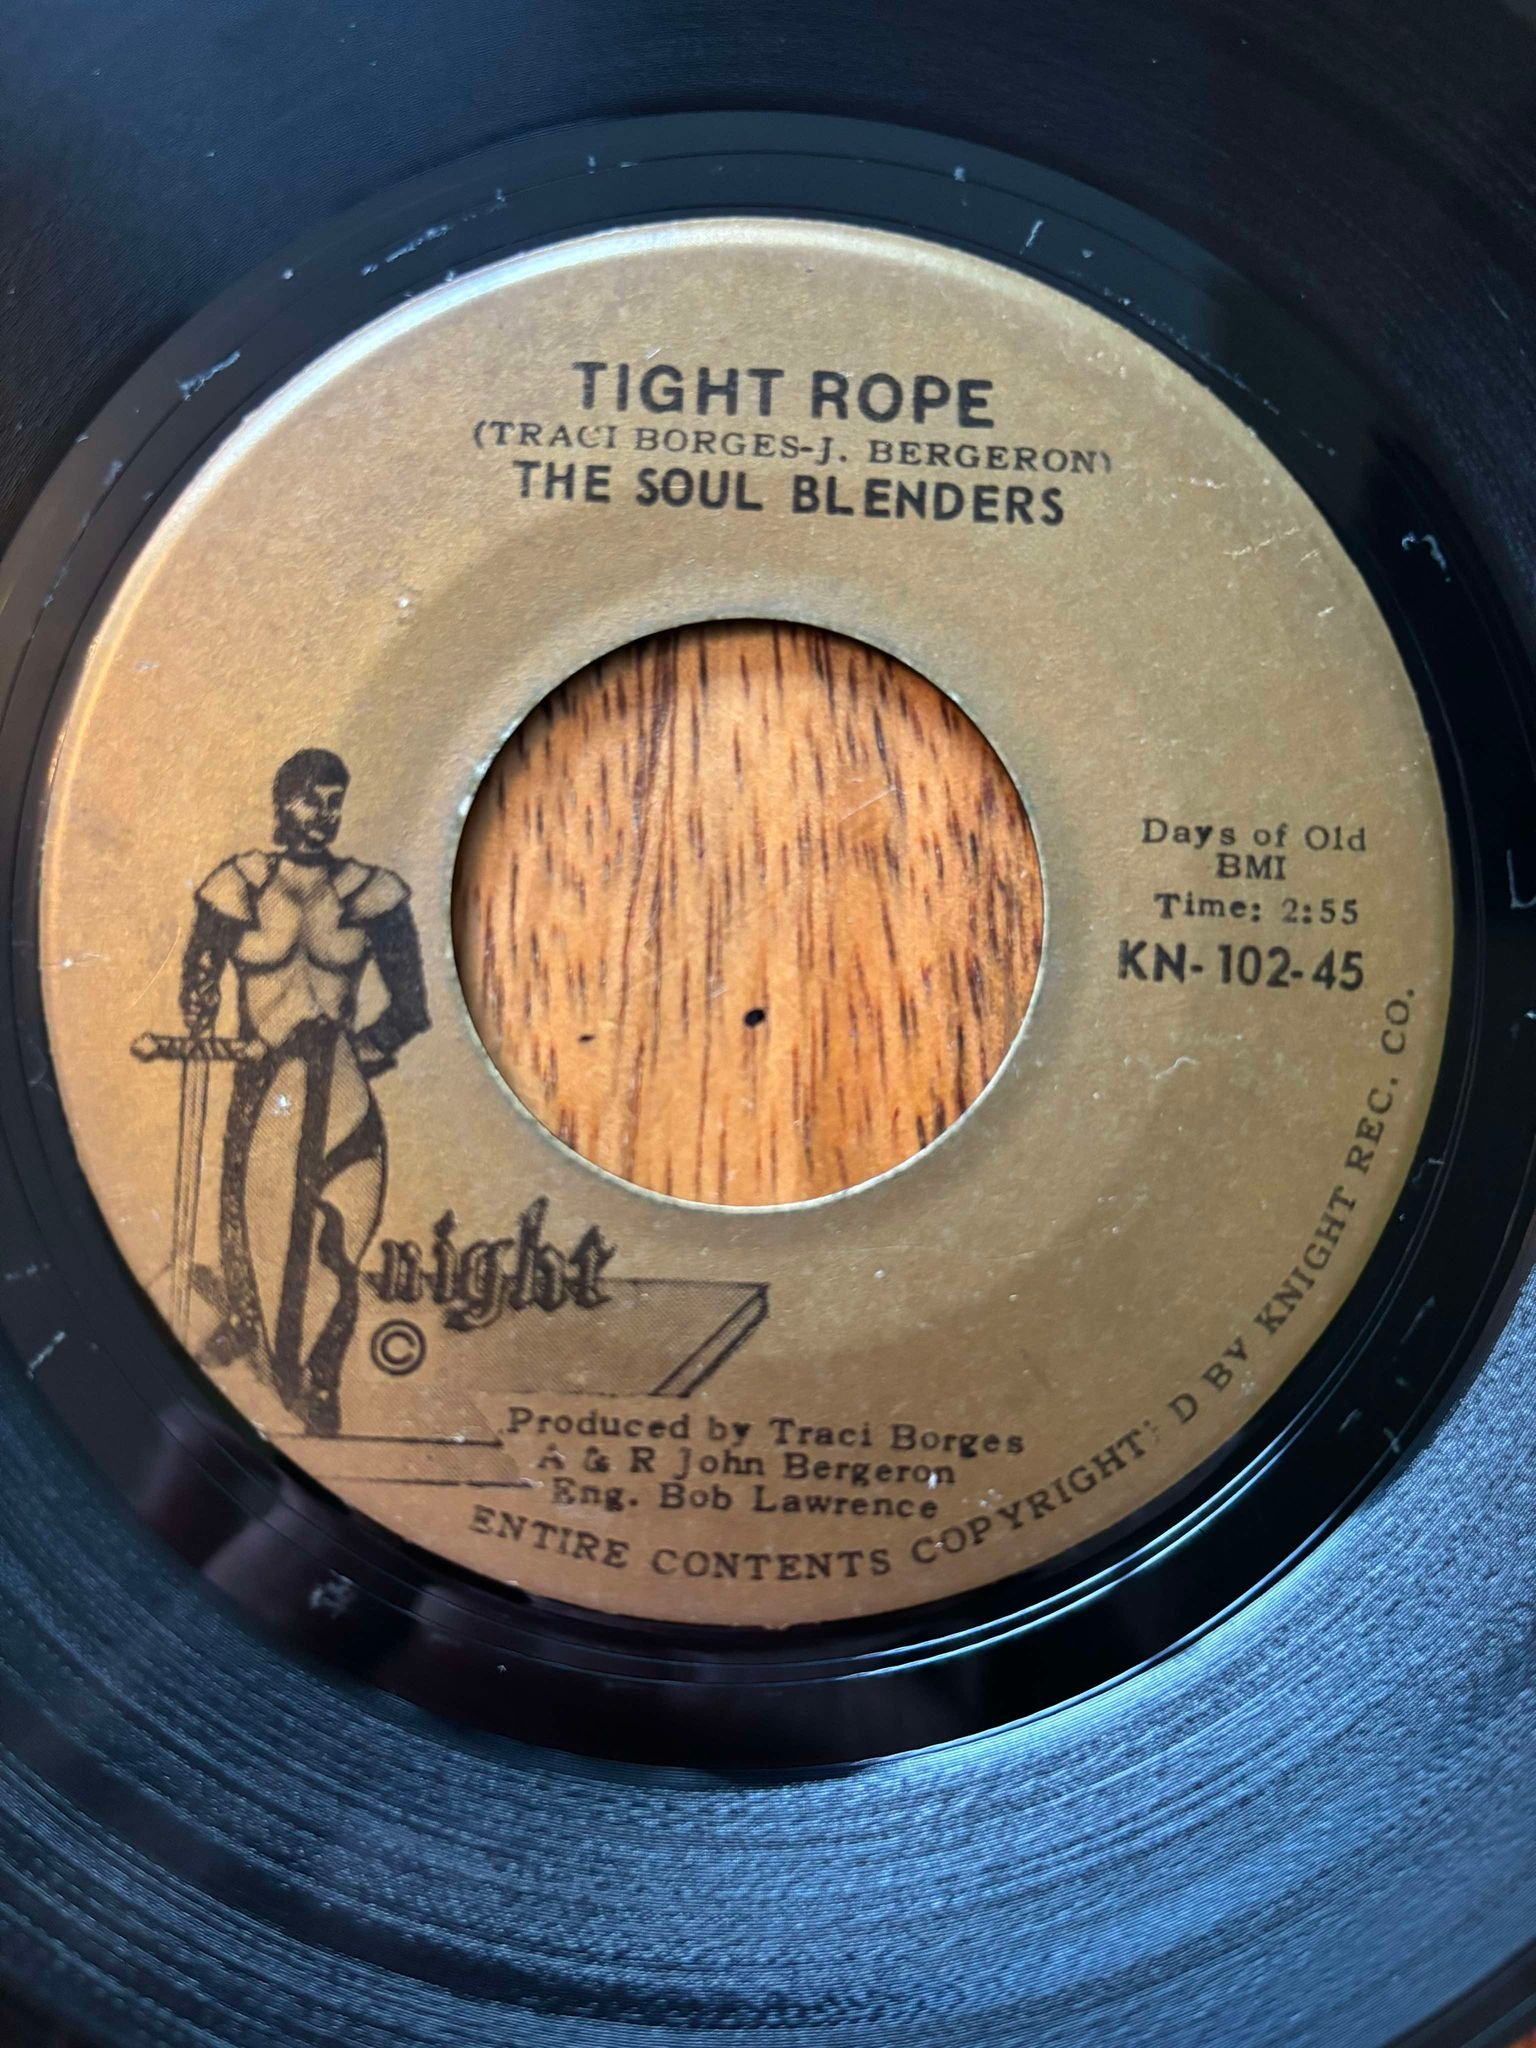 TIGHT ROPE
(TRACI BORGES-J. BERGERON)
THE SOUL BLENDERS
Days of Old
BMI
Time: 2:55
KN-102-45
Knight
©
Produced by Traci Borges
A & R John Bergeron
Eng. Bob Lawrence
ENTIRE CONTENTS COPYRIGHT'D BY KNIGHT REC. CO.